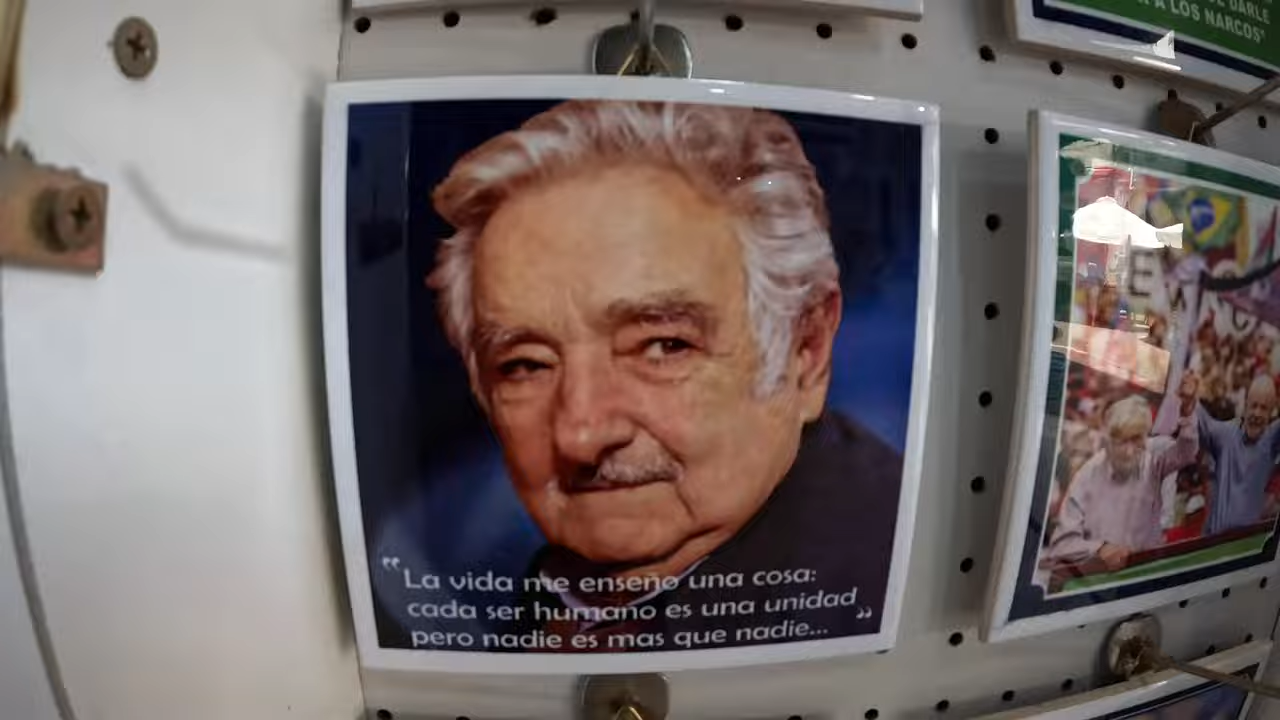 DARLE
A LOS NARCOS"
“La vida me enseño una cosa:
cada ser humano es una unidad
pero nadie es mas que nadie...”